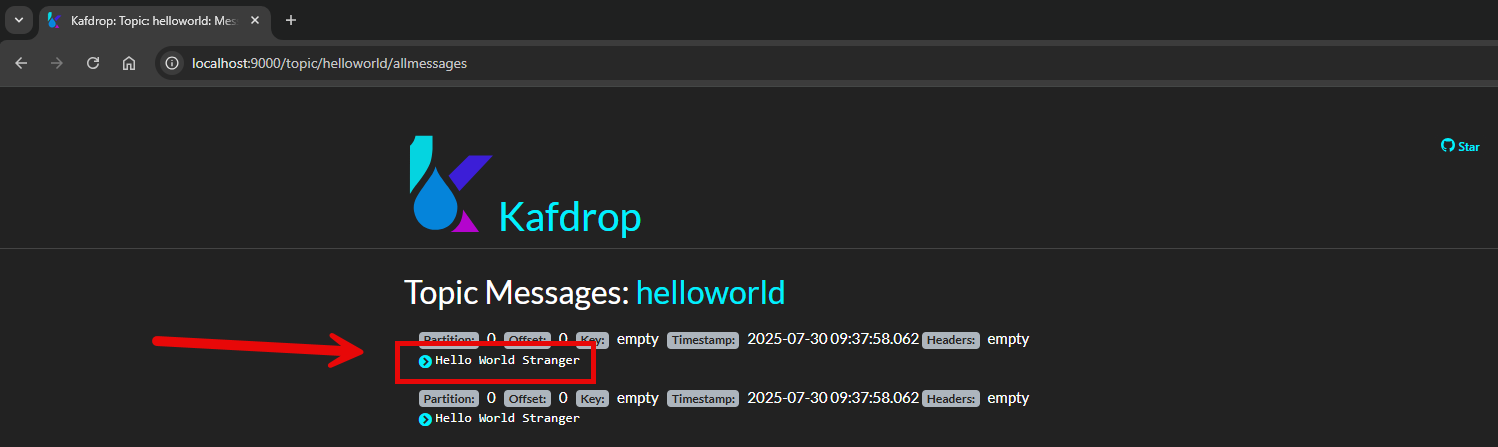 Kafdrop: Topic: helloworld: Mes
localhost:9000/topic/helloworld/allmessages
Star
Kafdrop
Topic Messages: helloworld
Partition: 0 Offset: 0 Key: empty Timestamp: 2025-07-30 09:37:58.062 Headers: empty
Hello World Stranger
Partition: 0 Offset: 0 Key: empty Timestamp: 2025-07-30 09:37:58.062 Headers: empty
Hello World Stranger